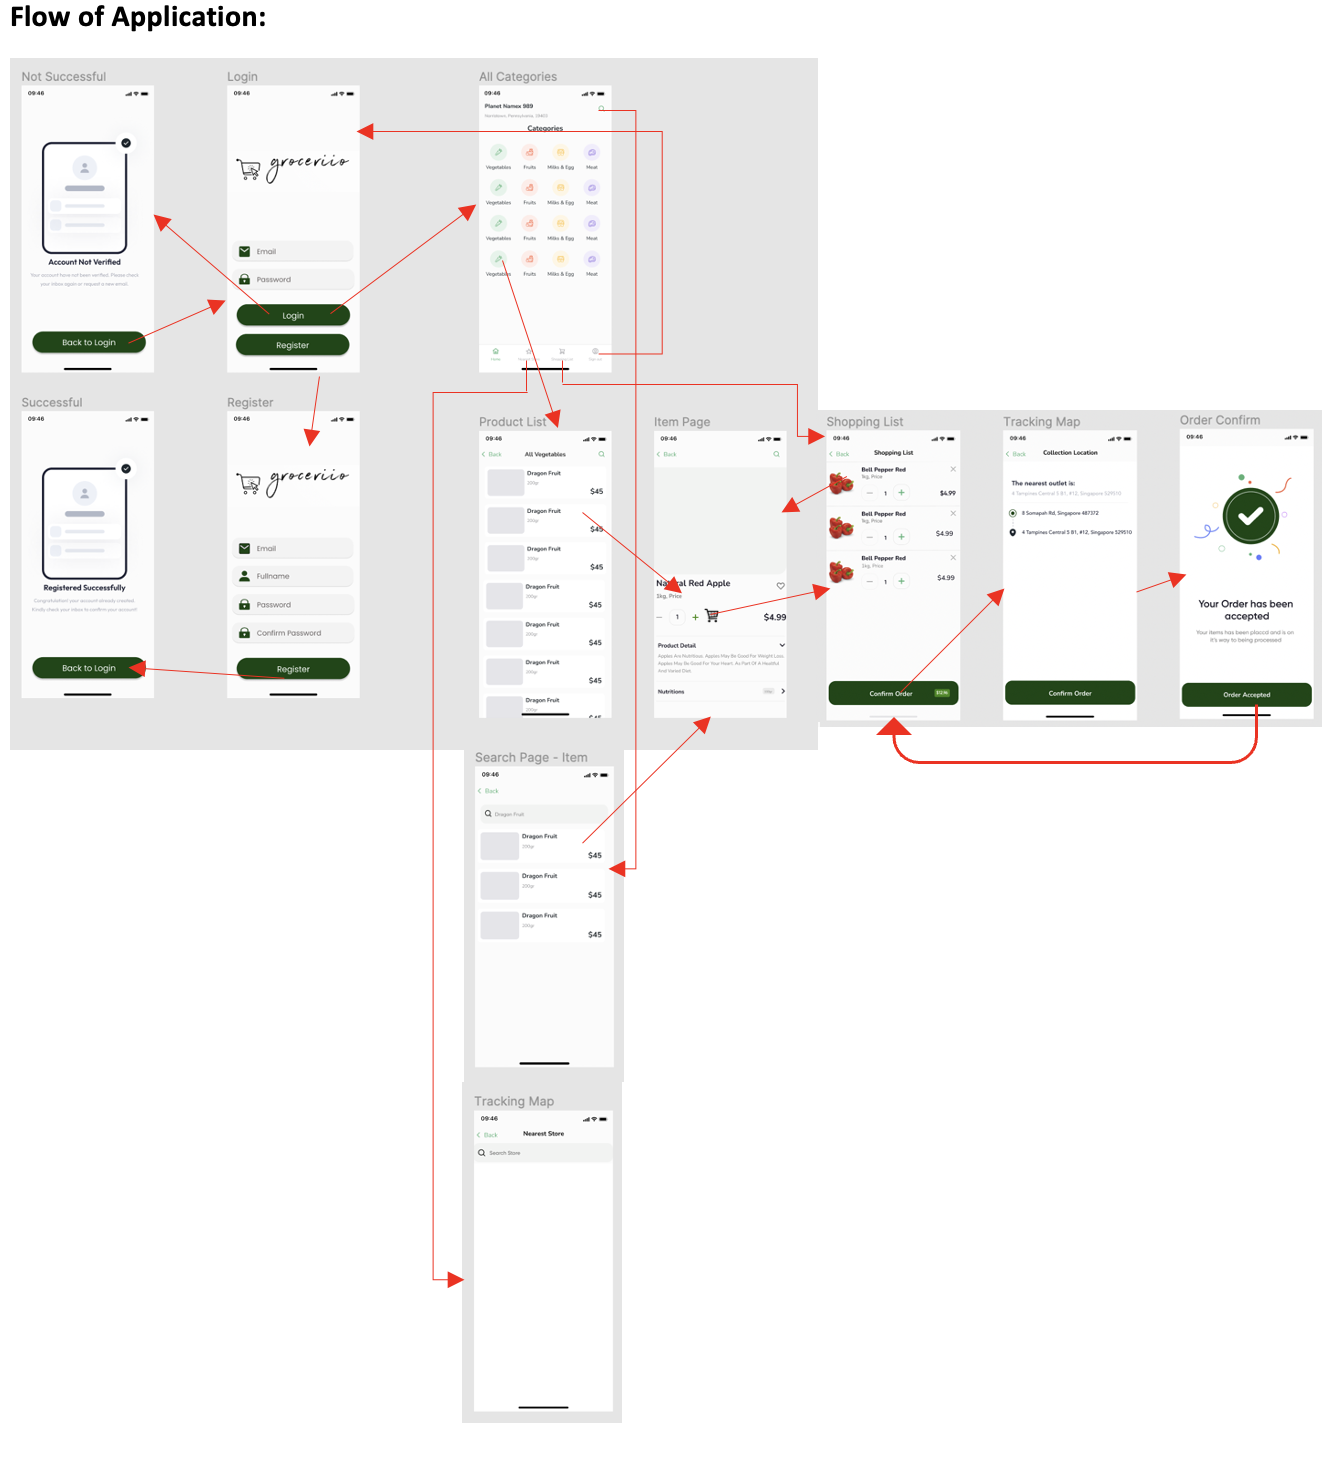 Flow of Application:
Not Successful
09:46
Account Not Verified
Your account have not been verified. Please check
your inbox again or request a new email
Back to Login
Login
09:46
groceriio
Email
Password
Login
Register
All Categories
09:46
Planet Namex 989
Norristown, Pennsylvania, 19403
Categories
Vegetables Fruits Milks & Egg Meat
Vegetables Fruits Milks & Egg Meat
Vegetables Fruits Milks & Egg Meat
Vegetables Fruits Milks & Egg Meat
Home
Successful
09:46
Registered Successfully
Congratulation! your account already created.
Kindly check your inbox to confirm your account!
Back to Login
Register
09:46
groceriio
Email
Fullname
Password
Confirm Password
Register
Product List
09:46
Back All Vegetables
Dragon Fruit
200gr
$45
Dragon Fruit
200gr
$45
Dragon Fruit
200gr
$45
Dragon Fruit
200gr
$45
Dragon Fruit
200gr
$45
Dragon Fruit
200gr
$45
Dragon Fruit
200gr
$45
Item Page
09:46
Back
Natural Red Apple
1kg, Price
1
$4.99
Product Detail
Apples Are Nutritious. Apples May Be Good For Weight Loss.
Apples May Be Good For Your Heart. As Part Of A Healtful
And Varied Diet.
Nutritions
Shopping List
09:46
Back Shopping List
Bell Pepper Red
1kg, Price
1
$4.99
Bell Pepper Red
1kg, Price
1
$4.99
Bell Pepper Red
1kg, Price
1
$4.99
Confirm Order
Tracking Map
09:46
Back Collection Location
The nearest outlet is:
4 Tampines Central 5 B1, #12, Singapore 529510
8 Somapah Rd, Singapore 487372
4 Tampines Central 5 B1, #12, Singapore 529510
Confirm Order
Order Confirm
09:46
Your Order has been
accepted
Your items has been placcd and is on
it's way to being processed
Order Accepted
Search Page - Item
09:46
Back
Dragon Fruit
Dragon Fruit
200gr
$45
Dragon Fruit
200gr
$45
Dragon Fruit
200gr
$45
Tracking Map
09:46
Back Nearest Store
Search Store